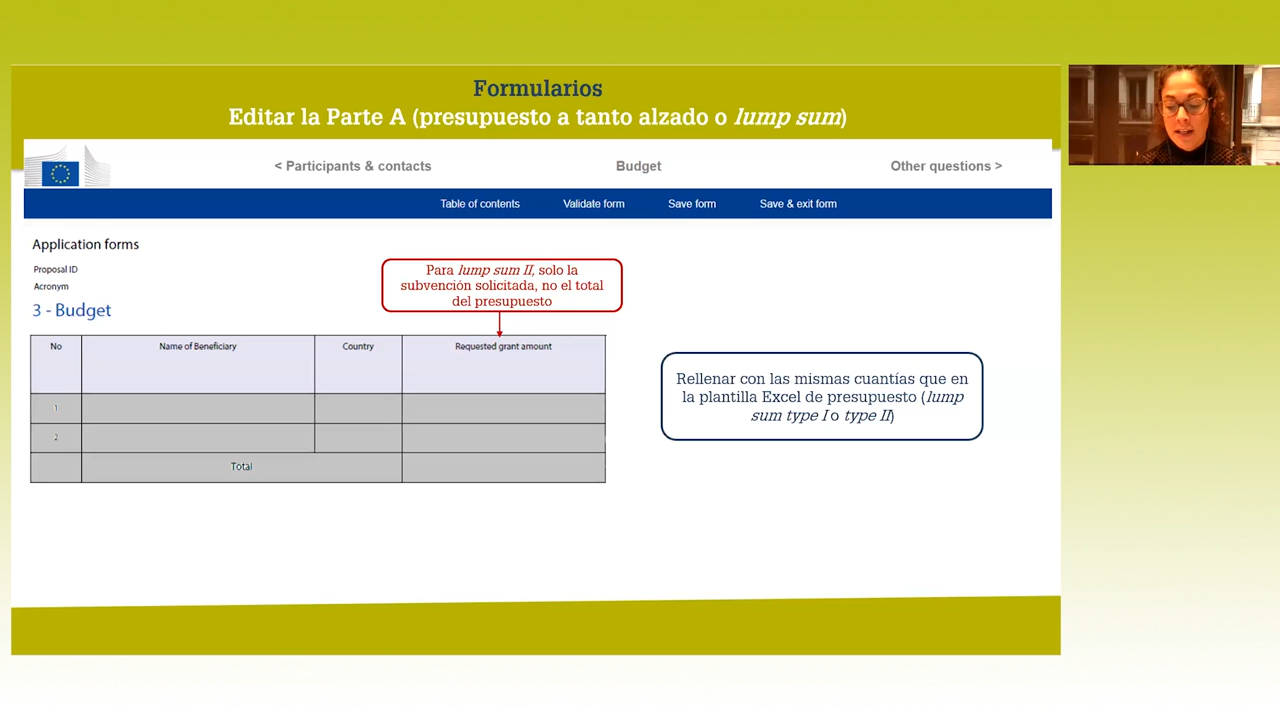 Formularios
Editar la Parte A (presupuesto a tanto alzado o lump sum)
< Participants & contacts
Budget
Other questions >
Table of contents
Validate form
Save form
Save & exit form
Application forms
Proposal ID
Acronym
3 - Budget
Para lump sum II, solo la
subvención solicitada, no el total
del presupuesto
No
Name of Beneficiary
Country
Requested grant amount
1
2
Total
Rellenar con las mismas cuantías que en
la plantilla Excel de presupuesto (lump
sum type I o type II)